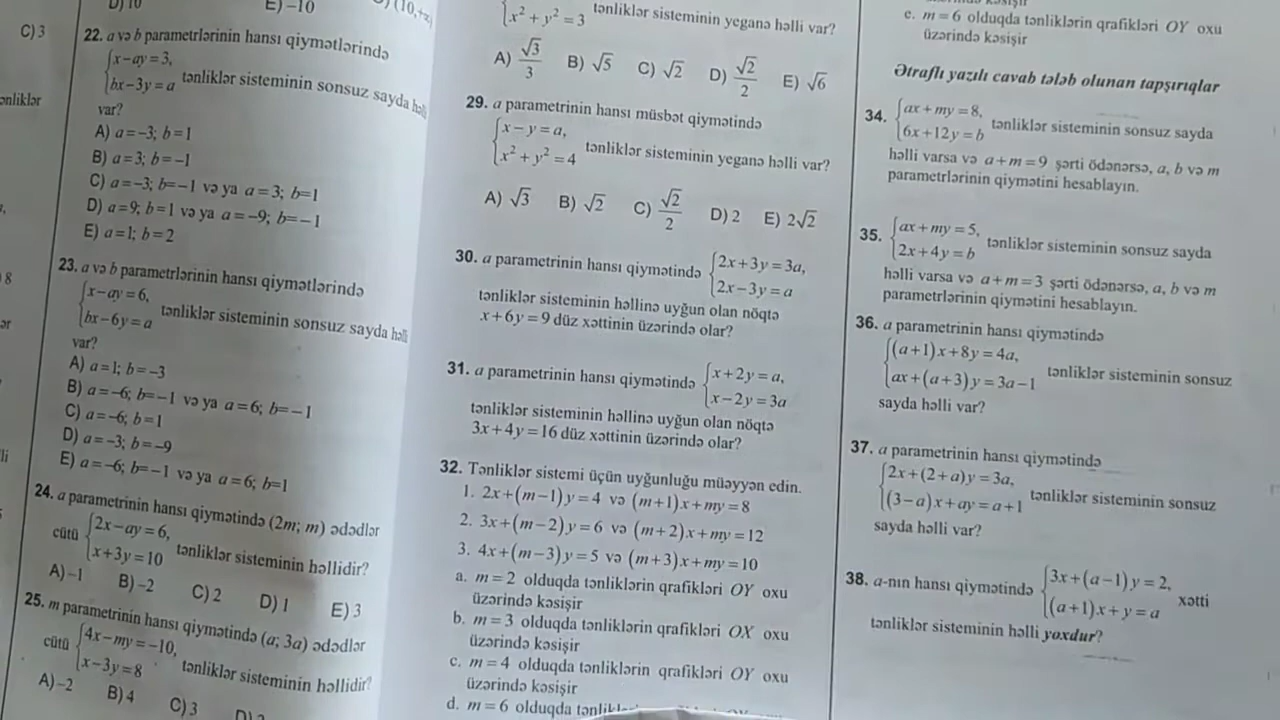 C) 3
ənliklər
8
ər
li
E) –10
22. a və b parametrlərinin hansı qiymətlərində
{x–ay=3,
{bx–3y=a tənliklər sisteminin sonsuz sayda
var?
A) a=–3; b=1
B) a=3; b=–1
C) a=–3; b=–1 və ya a=3; b=1
D) a=9; b=1 və ya a=–9; b=–1
E) a=1; b=2
23. a və b parametrlərinin hansı qiymətlərində
{x–ay=6,
{bx–6y=a tənliklər sisteminin sonsuz sayda
var?
A) a=1; b=–3
B) a=–6; b=–1 və ya a=6; b=–1
C) a=–6; b=1
D) a=–3; b=–9
E) a=–6; b=–1 və ya a=6; b=1
24. a parametrinin hansı qiymətində (2m; m) ədədlər
cütü {2x–ay=6,
{x+3y=10 tənliklər sisteminin həllidir?
A) –1 B) –2 C) 2 D) 1 E) 3
25. m parametrinin hansı qiymətində (a; 3a) ədədlər
cütü {4x–my=–10,
{x–3y=8 tənliklər sisteminin həllidir?
A) –2 B) 4 C) 3
{x²+y²=3 tənliklər sisteminin yeganə həlli var?
A) √3/3 B) √5 C) √2 D) √2/2 E) √6
29. a parametrinin hansı müsbət qiymətində
{x–y=a,
{x²+y²=4 tənliklər sisteminin yeganə həlli var?
A) √3 B) √2 C) √2/2 D) 2 E) 2√2
30. a parametrinin hansı qiymətində {2x+3y=3a,
{2x–3y=a
tənliklər sisteminin həllinə uyğun olan nöqtə
x+6y=9 düz xəttinin üzərində olar?
31. a parametrinin hansı qiymətində {x+2y=a,
{x–2y=3a
tənliklər sisteminin həllinə uyğun olan nöqtə
3x+4y=16 düz xəttinin üzərində olar?
32. Tənliklər sistemi üçün uyğunluğu müəyyən edin.
1. 2x+(m–1)y=4 və (m+1)x+my=8
2. 3x+(m–2)y=6 və (m+2)x+my=12
3. 4x+(m–3)y=5 və (m+3)x+my=10
a. m=2 olduqda tənliklərin qrafikləri OY oxu
üzərində kəsişir
b. m=3 olduqda tənliklərin qrafikləri OX oxu
üzərində kəsişir
c. m=4 olduqda tənliklərin qrafikləri OY oxu
üzərində kəsişir
d. m=6 olduqda
e. m=6 olduqda tənliklərin qrafikləri OY oxu
üzərində kəsişir
Ətraflı yazılı cavab tələb olunan tapşırıqlar
34. {ax+my=8,
{6x+12y=b tənliklər sisteminin sonsuz sayda
həlli varsa və a+m=9 şərti ödənərsə, a, b və m
parametrlərinin qiymətini hesablayın.
35. {ax+my=5,
{2x+4y=b tənliklər sisteminin sonsuz sayda
həlli varsa və a+m=3 şərti ödənərsə, a, b və m
parametrlərinin qiymətini hesablayın.
36. a parametrinin hansı qiymətində
{(a+1)x+8y=4a,
{ax+(a+3)y=3a–1 tənliklər sisteminin sonsuz
sayda həlli var?
37. a parametrinin hansı qiymətində
{2x+(2+a)y=3a,
{(3–a)x+ay=a+1 tənliklər sisteminin sonsuz
sayda həlli var?
38. a-nın hansı qiymətində {3x+(a–1)y=2,
{(a+1)x+y=a xətti
tənliklər sisteminin həlli yoxdur?